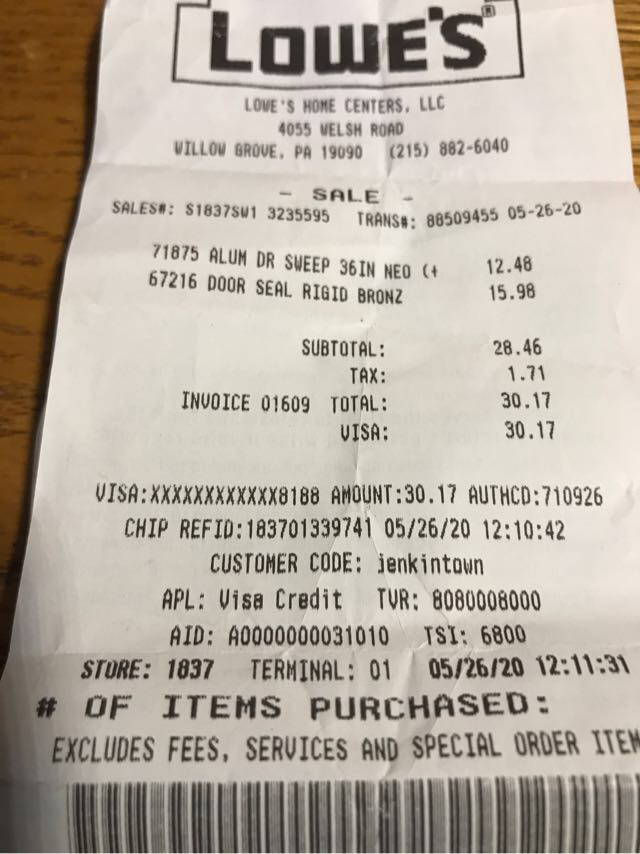 LOWE'S®
LOWE'S HOME CENTERS, LLC
4055 WELSH ROAD
WILLOW GROVE, PA 19090 (215) 882-6040
- SALE -
SALES#: S1837SW1 3235595 TRANS#: 88509455 05-26-20
71875 ALUM DR SWEEP 36IN NEO (+ 12.48
67216 DOOR SEAL RIGID BRONZ 15.98
SUBTOTAL: 28.46
TAX: 1.71
INVOICE 01609 TOTAL: 30.17
VISA: 30.17
VISA:XXXXXXXXXXXX8188 AMOUNT:30.17 AUTHCD:710926
CHIP REFID:183701339741 05/26/20 12:10:42
CUSTOMER CODE: jenkintown
APL: Visa Credit TVR: 8080008000
AID: A0000000031010 TSI: 6800
STORE: 1837 TERMINAL: 01 05/26/20 12:11:31
# OF ITEMS PURCHASED:
EXCLUDES FEES, SERVICES AND SPECIAL ORDER ITEM